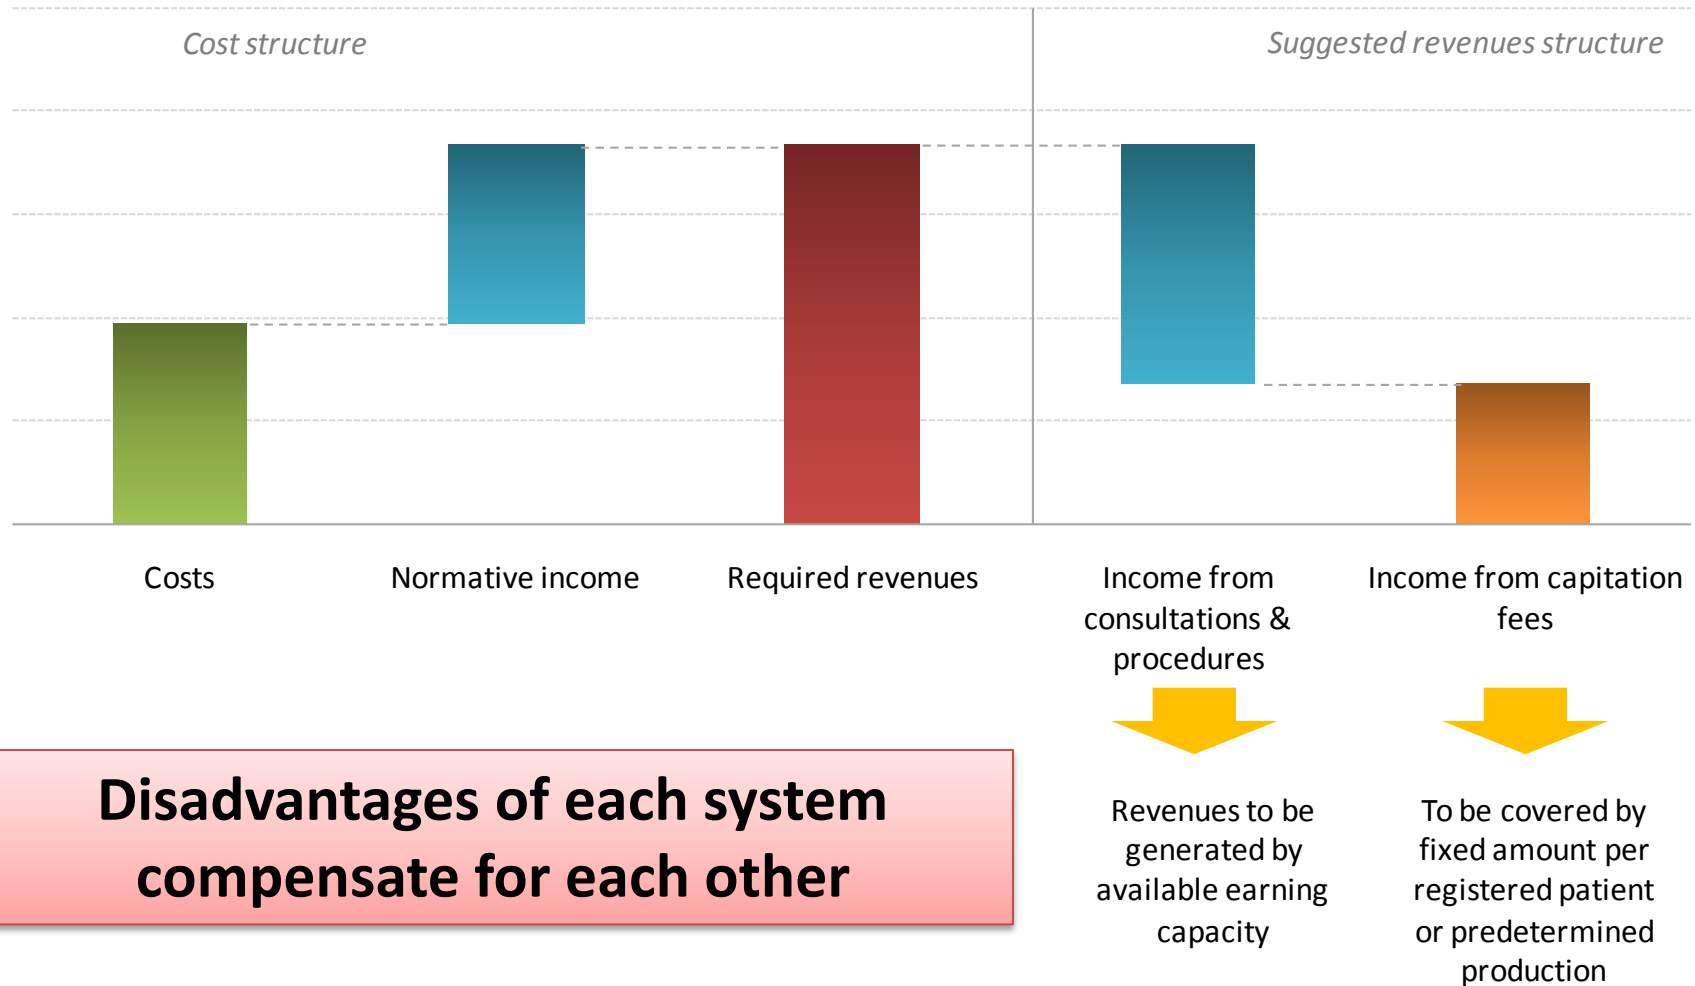 Cost structure
Suggested revenues structure
Costs
Normative income
Required revenues
Income from
consultations &
procedures
Income from capitation
fees
Disadvantages of each system
compensate for each other
Revenues to be
generated by
available earning
capacity
To be covered by
fixed amount per
registered patient
or predetermined
production